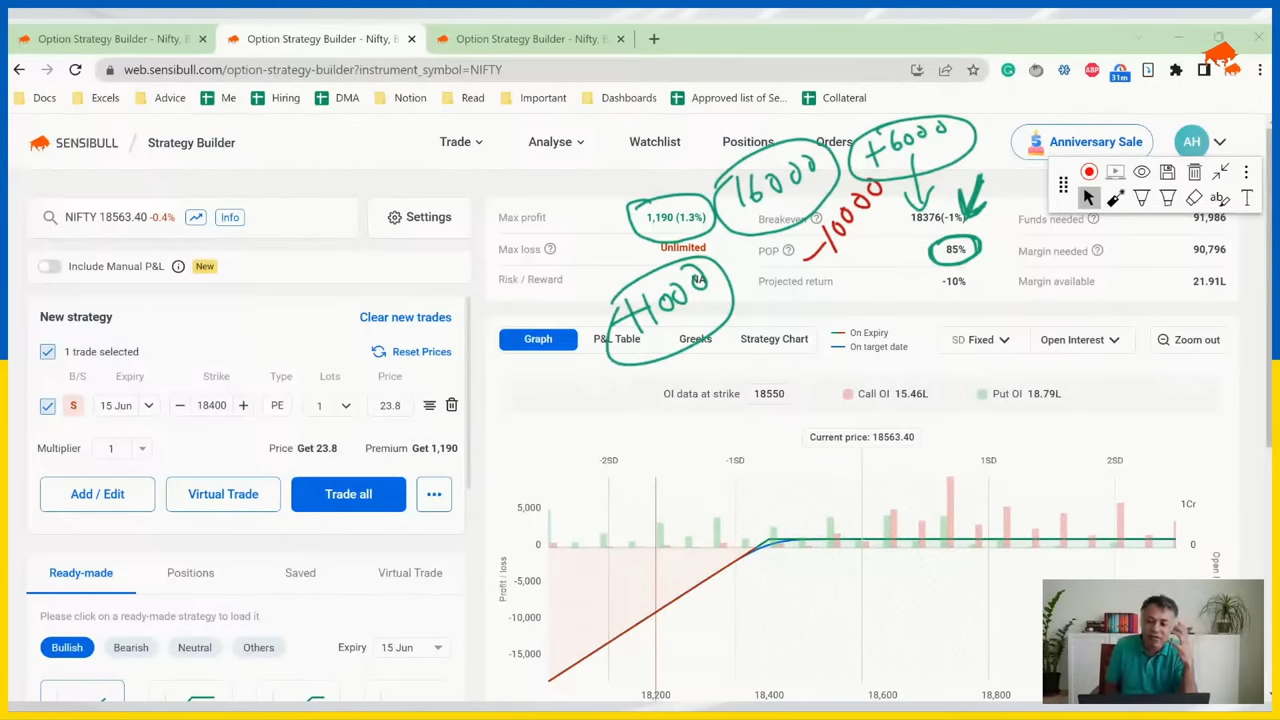 Option Strategy Builder - Nifty, B
Option Strategy Builder - Nifty, B
Option Strategy Builder - Nifty, B
web.sensibull.com/option-strategy-builder?instrument_symbol=NIFTY
ABP
31m
Docs Excels Advice Me Hiring DMA Notion Read Important Dashboards Approved list of Se... Collateral
SENSIBULL / Strategy Builder
Trade Analyse Watchlist Positions Orders
5 Anniversary Sale AH
+6000
16000
-10000
+1000
NIFTY 18563.40 -0.4% Info Settings
Include Manual P&L New
Max profit 1,190 (1.3%) Breakeven 18376(-1%) Funds needed 91,986
Max loss Unlimited POP 85% Margin needed 90,796
Risk / Reward NA Projected return -10% Margin available 21.91L
New strategy Clear new trades
1 trade selected Reset Prices
B/S Expiry Strike Type Lots Price
S 15 Jun 18400 PE 1 23.8
Multiplier 1 Price Get 23.8 Premium Get 1,190
Add / Edit Virtual Trade Trade all
Ready-made Positions Saved Virtual Trade
Please click on a ready-made strategy to load it
Bullish Bearish Neutral Others Expiry 15 Jun
Graph P&L Table Greeks Strategy Chart
On Expiry
On target date
SD Fixed Open Interest Zoom out
OI data at strike 18550 Call OI 15.46L Put OI 18.79L
Current price: 18563.40
-2SD -1SD 1SD 2SD
5,000 1Cr
0 0
-5,000
-10,000
-15,000
Profit / loss
Open I
18,200 18,400 18,600 18,800